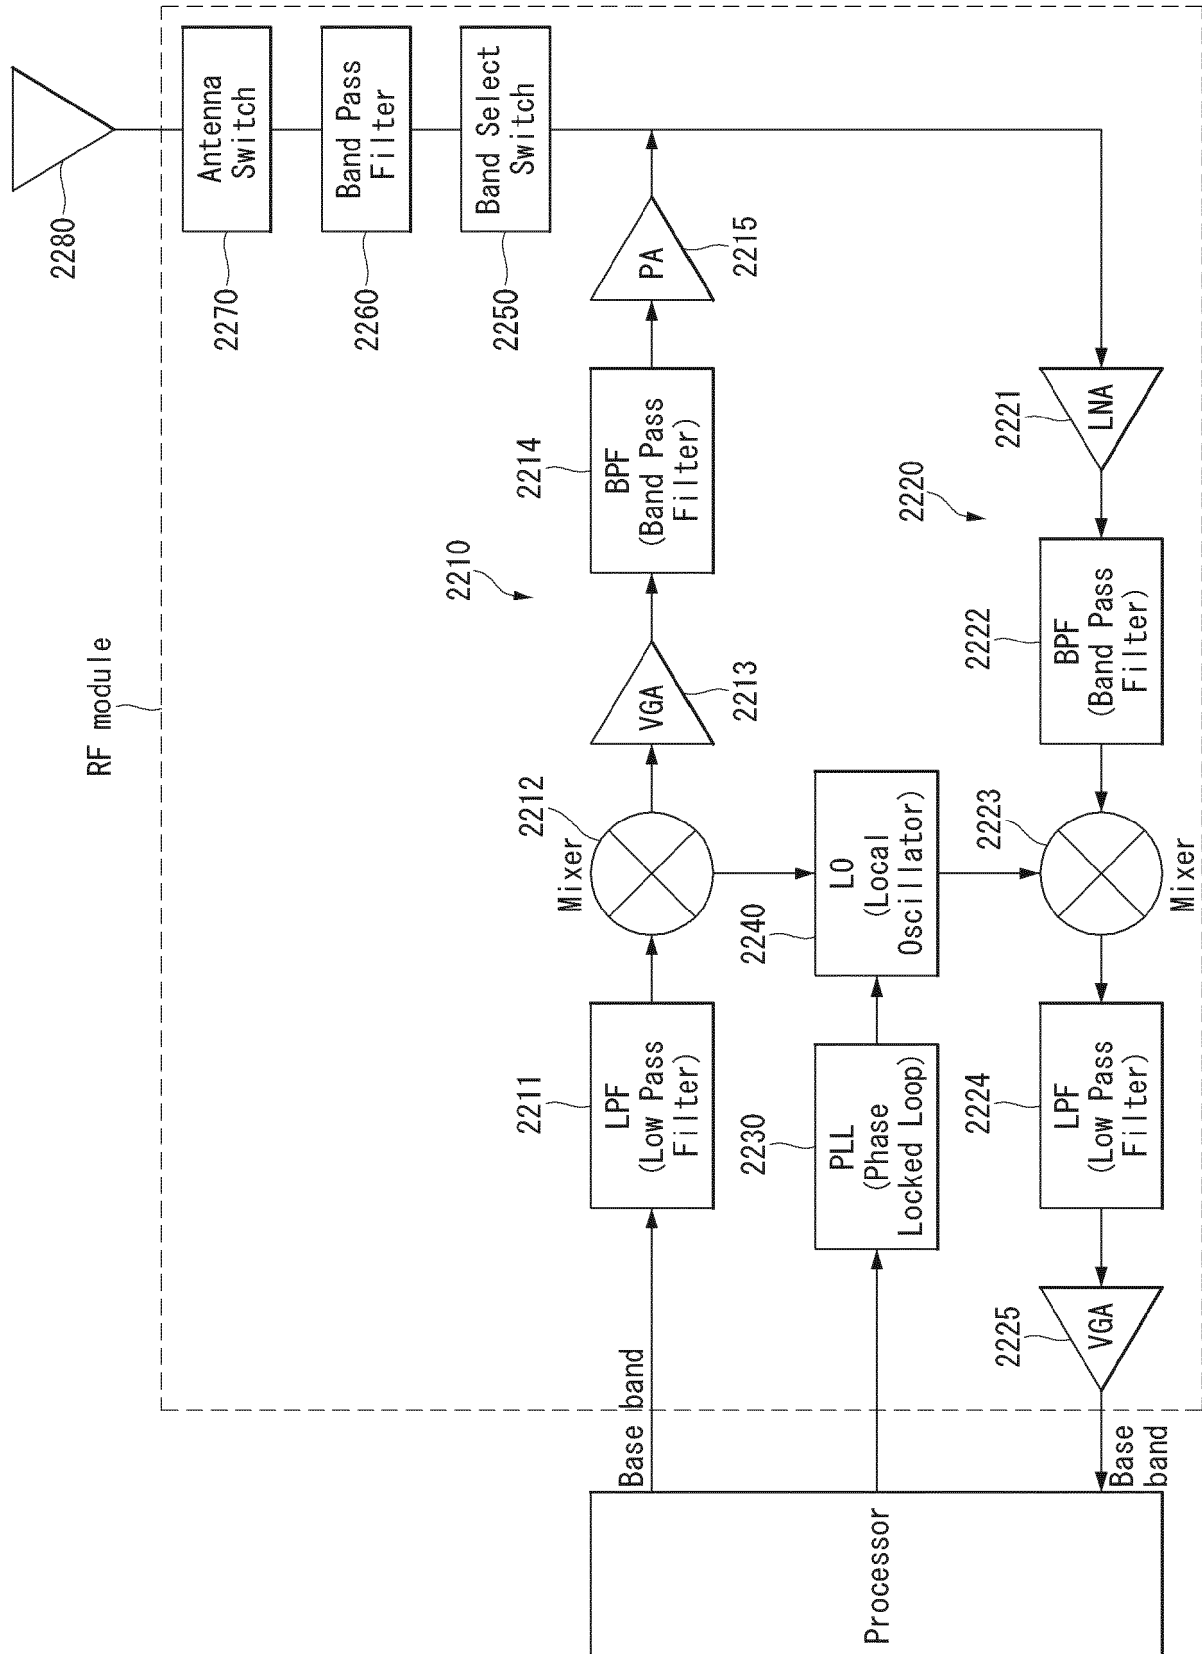 RF module
2280
2270
Antenna
Switch
2260
Band Pass
Filter
2250
Band Select
Switch
2210
2211
LPF
(Low Pass
Filter)
Mixer
2212
VGA
2213
2214
BPF
(Band Pass
Filter)
PA
2215
Base band
Processor
2230
PLL
(Phase
Locked Loop)
2240
LO
(Local
Oscillator)
2220
2221
LNA
2222
BPF
(Band Pass
Filter)
2223
Mixer
2224
LPF
(Low Pass
Filter)
2225
VGA
Base
band